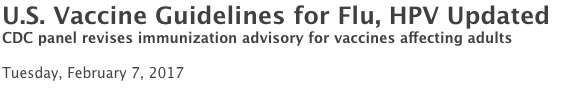 U.S. Vaccine Guidelines for Flu, HPV Updated
CDC panel revises immunization advisory for vaccines affecting adults
Tuesday, February 7, 2017